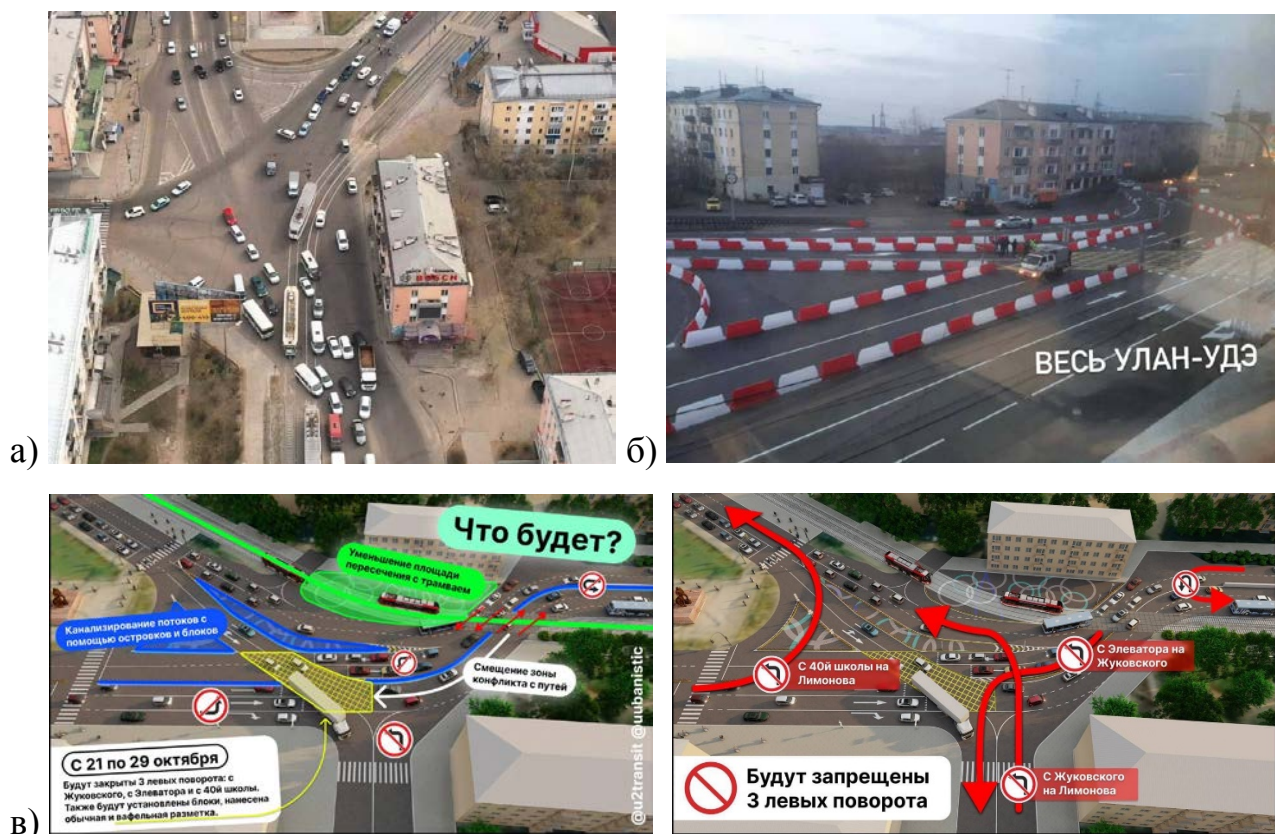 BOSCH
а)
ВЕСЬ УЛАН-УДЭ
б)
Что будет?
Уменьшение площади
пересечения с трамваем
Канализирование потоков с
помощью островков и блоков
Смещение зоны
конфликта с путей
С 21 по 29 октября
Будут закрыты 3 левых поворота: с
Жуковского, с Элеватора и с 40й школы.
Также будут установлены блоки, нанесена
обычная и вафельная разметка.
@u2transit @uubanistic
в)
С 40й школы на
Лимонова
С Элеватора на
Жуковского
С Жуковского
на Лимонова
Будут запрещены
3 левых поворота